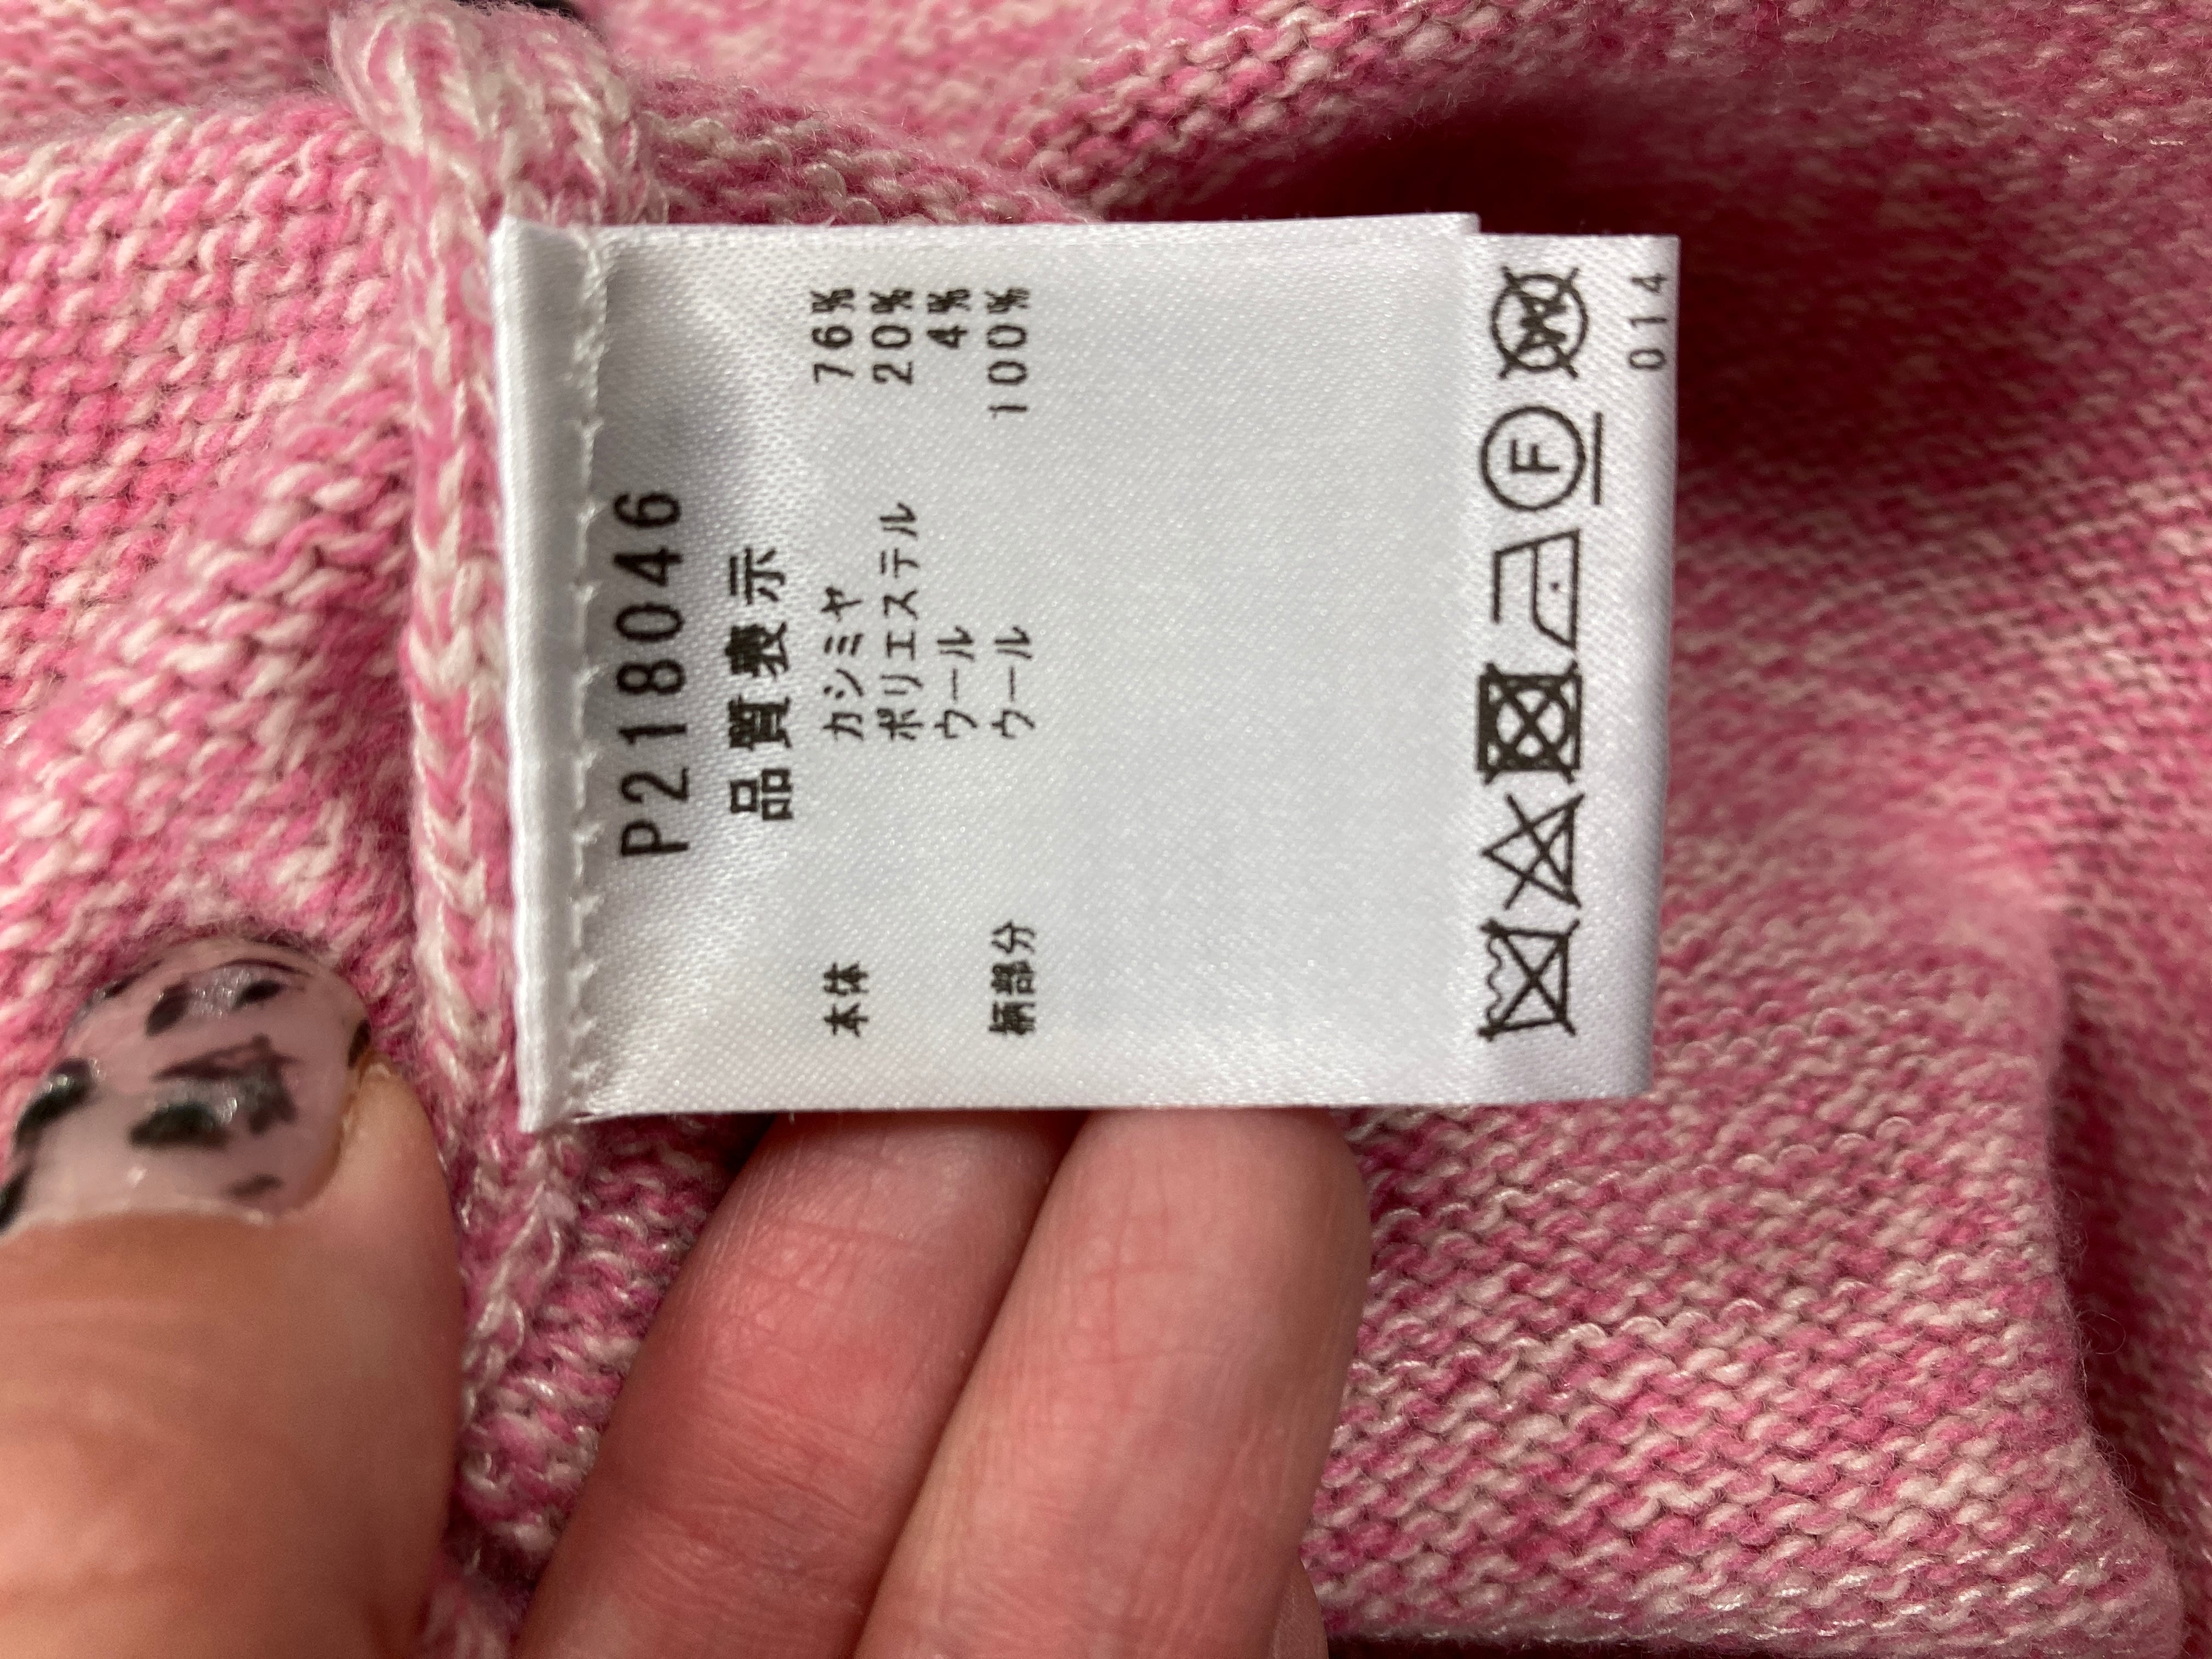 P218046
品質表示
本体 カシミヤ 76%
ポリエステル 20%
ウール 4%
柄部分 ウール 100%
F W
014